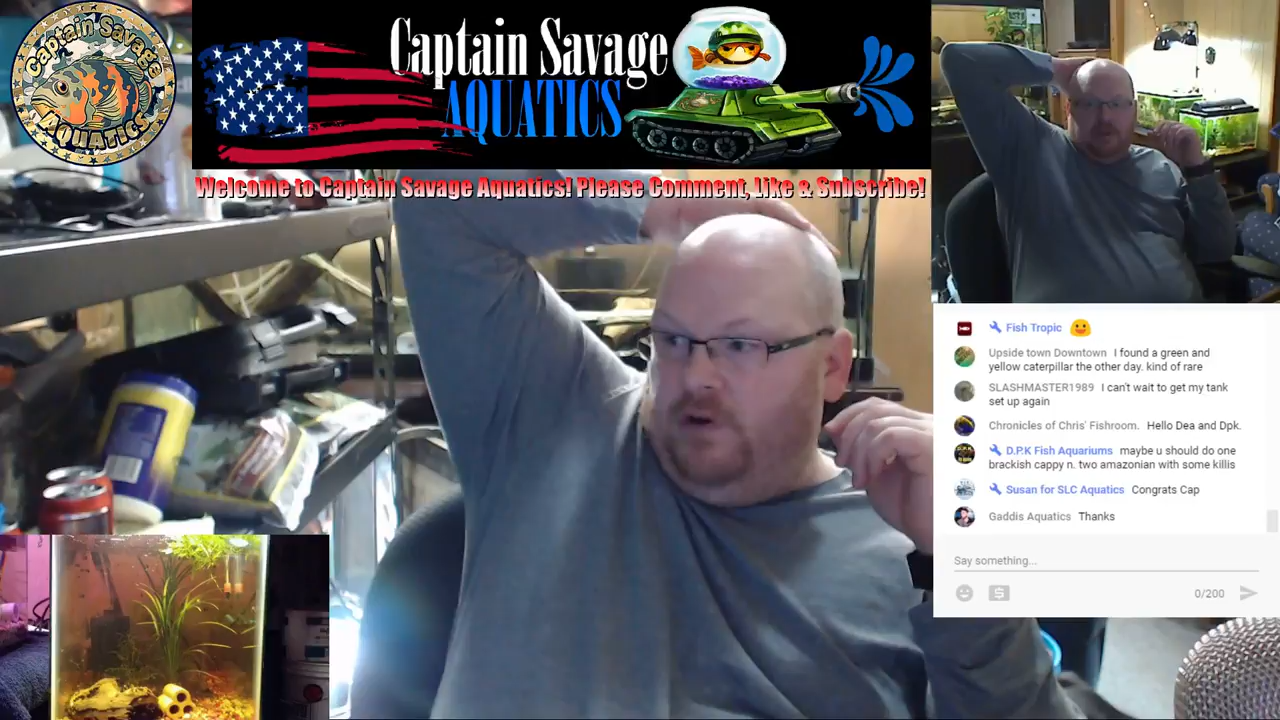 Captain Savage
AQUATICS
Captain Savage
AQUATICS
Welcome to Captain Savage Aquatics! Please Comment, Like & Subscribe!
Fish Tropic
Upside town Downtown I found a green and
yellow caterpillar the other day. kind of rare
SLASHMASTER1989 I can't wait to get my tank
set up again
Chronicles of Chris' Fishroom. Hello Dea and Dpk.
D.P.K Fish Aquariums maybe u should do one
brackish cappy n. two amazonian with some killis
Susan for SLC Aquatics Congrats Cap
Gaddis Aquatics Thanks
Say something...
0/200